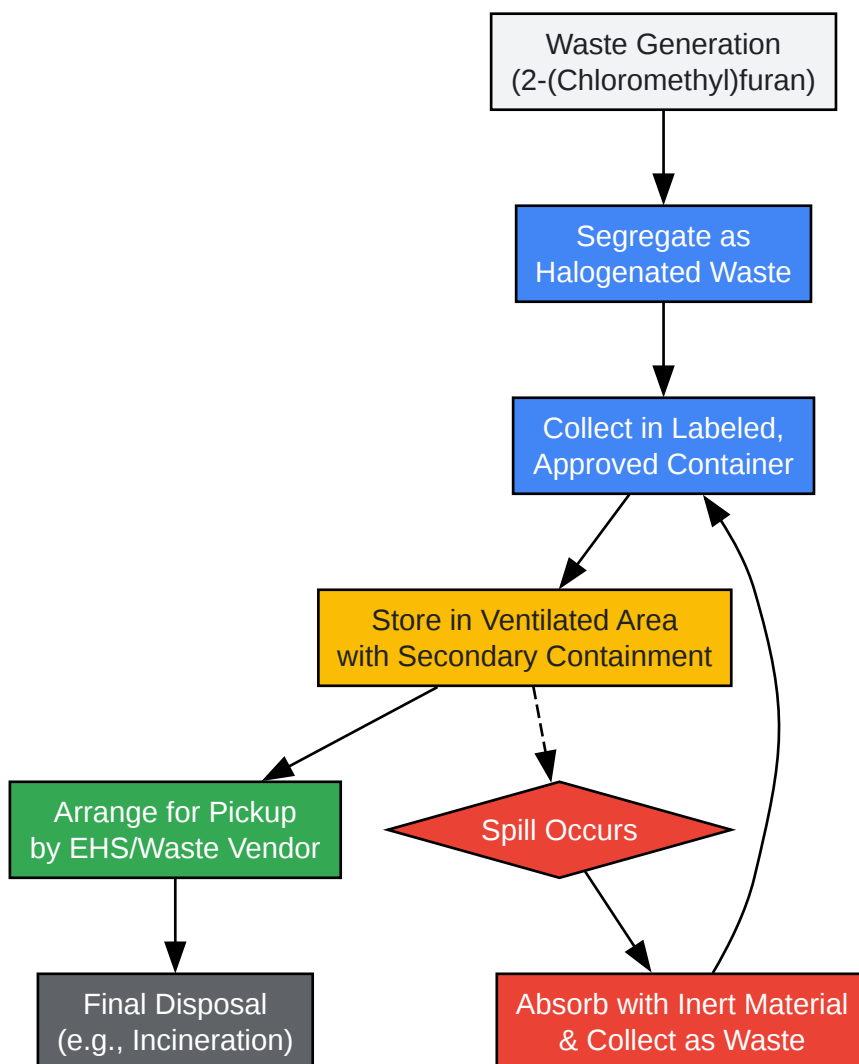 Waste Generation
(2-(Chloromethyl)furan)
Segregate as
Halogenated Waste
Collect in Labeled,
Approved Container
Store in Ventilated Area
with Secondary Containment
Arrange for Pickup
by EHS/Waste Vendor
Spill Occurs
Final Disposal
(e.g., Incineration)
Absorb with Inert Material
& Collect as Waste